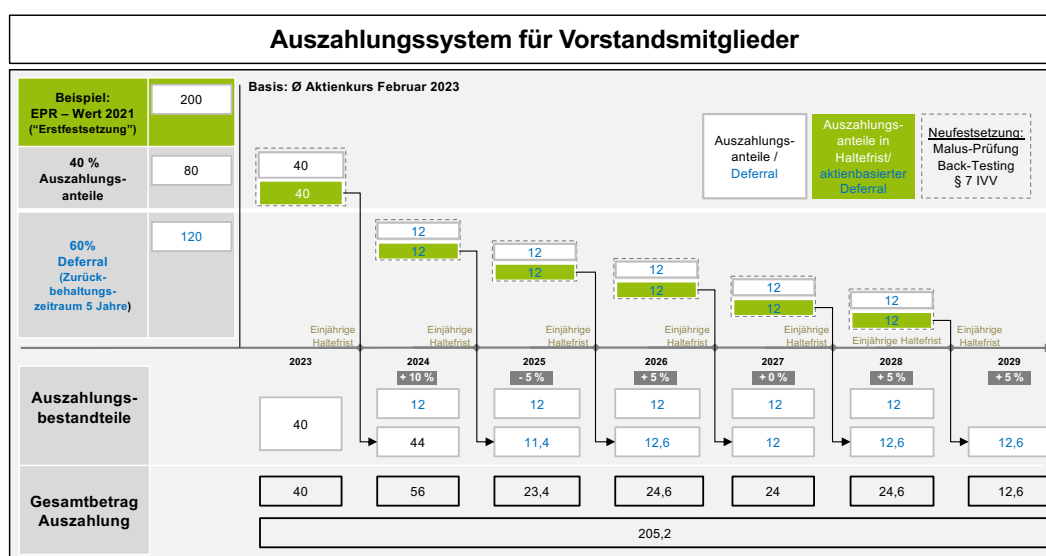 Auszahlungssystem für Vorstandsmitglieder
Beispiel:
EPR – Wert 2021
("Erstfestsetzung")
200
Basis: Ø Aktienkurs Februar 2023
Auszahlungs-
anteile /
Deferral
Auszahlungs-
anteile in
Haltefrist/
aktienbasierter
Deferral
Neufestsetzung:
Malus-Prüfung
Back-Testing
§ 7 IVV
40 %
Auszahlungs-
anteile
80
40
40
60%
Deferral
(Zurück-
behaltungs-
zeitraum 5 Jahre)
120
12
12
12
12
12
12
12
12
12
12
Einjährige
Haltefrist
Einjährige
Haltefrist
Einjährige
Haltefrist
Einjährige
Haltefrist
Einjährige
Haltefrist
Einjährige Haltefrist
Einjährige
Haltefrist
2023
2024
2025
2026
2027
2028
2029
+ 10 %
- 5 %
+ 5 %
+ 0 %
+ 5 %
+ 5 %
Auszahlungs-
bestandteile
40
12
12
12
12
12
44
11,4
12,6
12
12,6
12,6
Gesamtbetrag
Auszahlung
40
56
23,4
24,6
24
24,6
12,6
205,2